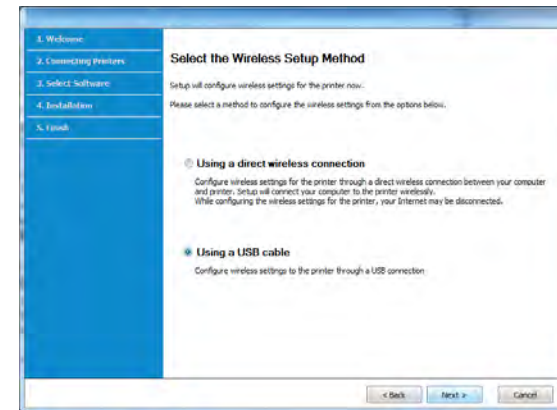 1. Welcome
2. Connecting Printers
3. Select Software
4. Installation
5. Finish
Select the Wireless Setup Method
Setup will configure wireless settings for the printer now.
Please select a method to configure the wireless settings from the options below.
Using a direct wireless connection
Configure wireless settings for the printer through a direct wireless connection between your computer
and printer. Setup will connect your computer to the printer wirelessly.
While configuring the wireless settings for the printer, your Internet may be disconnected.
Using a USB cable
Configure wireless settings to the printer through a USB connection
< Back Next > Cancel